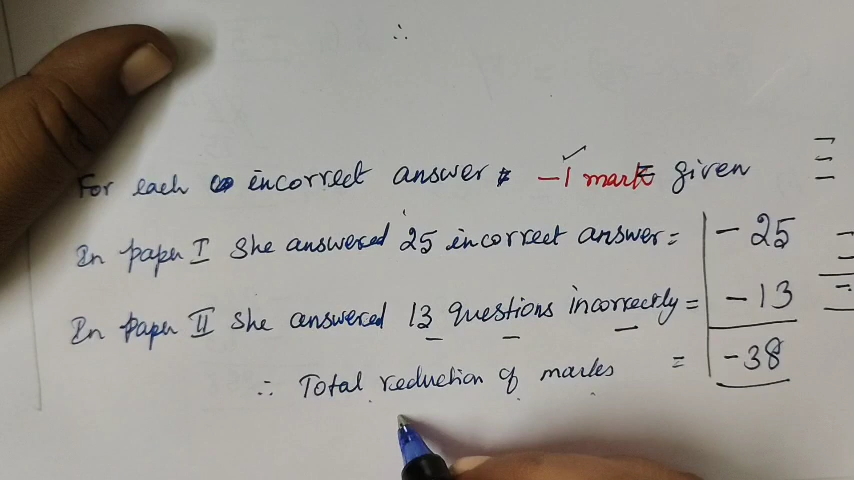 ∴
For each incorrect answer -1 mark given
In paper I She answered 25 incorrect answer = - 25
In paper II She answered 13 questions incorrectly = - 13
∴ Total reduction of marks = -38